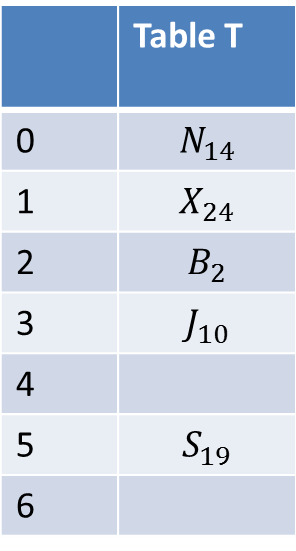 Table T
0 N₁₄
1 X₂₄
2 B₂
3 J₁₀
4
5 S₁₉
6